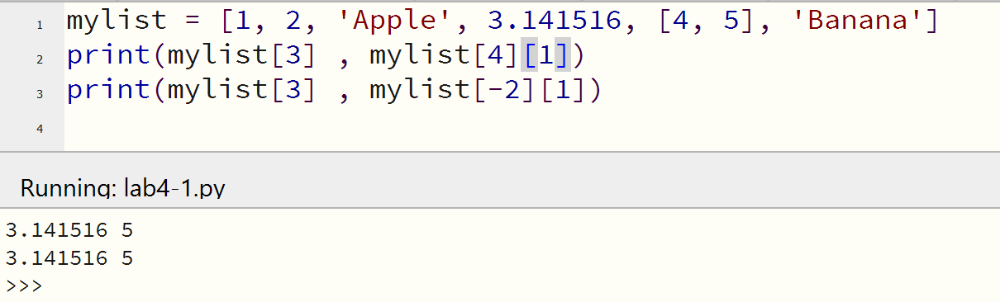 1 mylist = [1, 2, 'Apple', 3.141516, [4, 5], 'Banana']
2 print(mylist[3] , mylist[4][1])
3 print(mylist[3] , mylist[-2][1])
4
Running: lab4-1.py
3.141516 5
3.141516 5
>>>